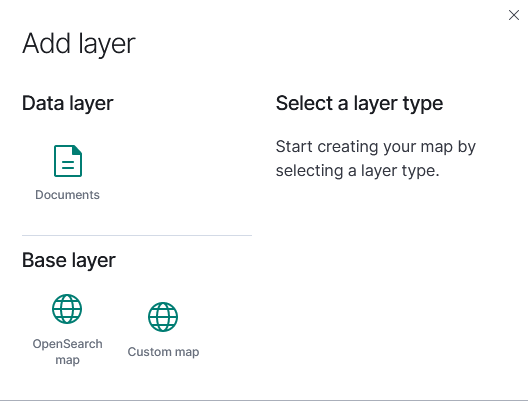 Add layer
Data layer
Documents
Base layer
OpenSearch
map
Custom map
Select a layer type
Start creating your map by
selecting a layer type.